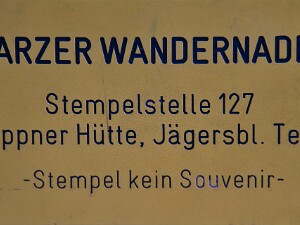 ARZER WANDERNADE
Stempelstelle 127
ppner Hütte, Jägersbl. Te
-Stempel kein Souvenir-